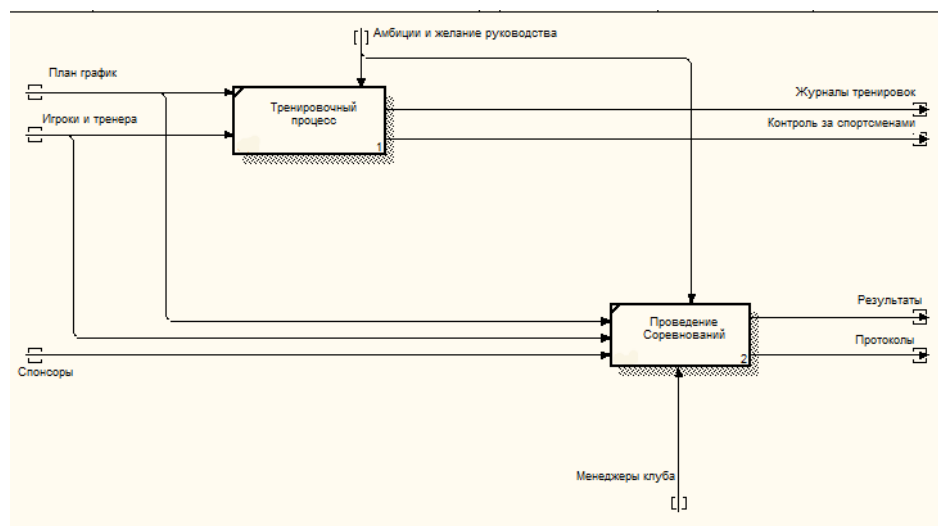 Амбиции и желание руководства
План график
Журналы тренировок
Тренировочный
процесс
Игроки и тренера
Контроль за спортсменами
1
Результаты
Проведение
Соревнований
Протоколы
2
Спонсоры
Менеджеры клуба